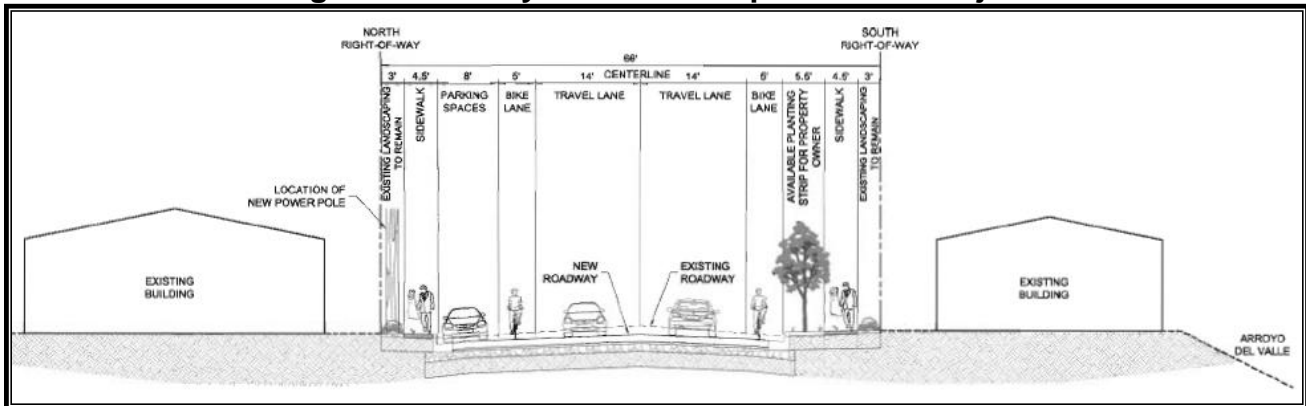 NORTH
RIGHT-OF-WAY
SOUTH
RIGHT-OF-WAY
66'
CENTERLINE
3' 4.5' 8' 5' 14' 14' 5' 5.5' 4.5' 3'
EXISTING LANDSCAPING
TO REMAIN
SIDEWALK
PARKING
SPACES
BIKE
LANE
TRAVEL LANE
TRAVEL LANE
BIKE
LANE
AVAILABLE PLANTING
STRIP FOR PROPERTY
OWNER
SIDEWALK
EXISTING LANDSCAPING
TO REMAIN
LOCATION OF
NEW POWER POLE
NEW
ROADWAY
EXISTING
ROADWAY
EXISTING
BUILDING
EXISTING
BUILDING
ARROYO
DEL VALLE